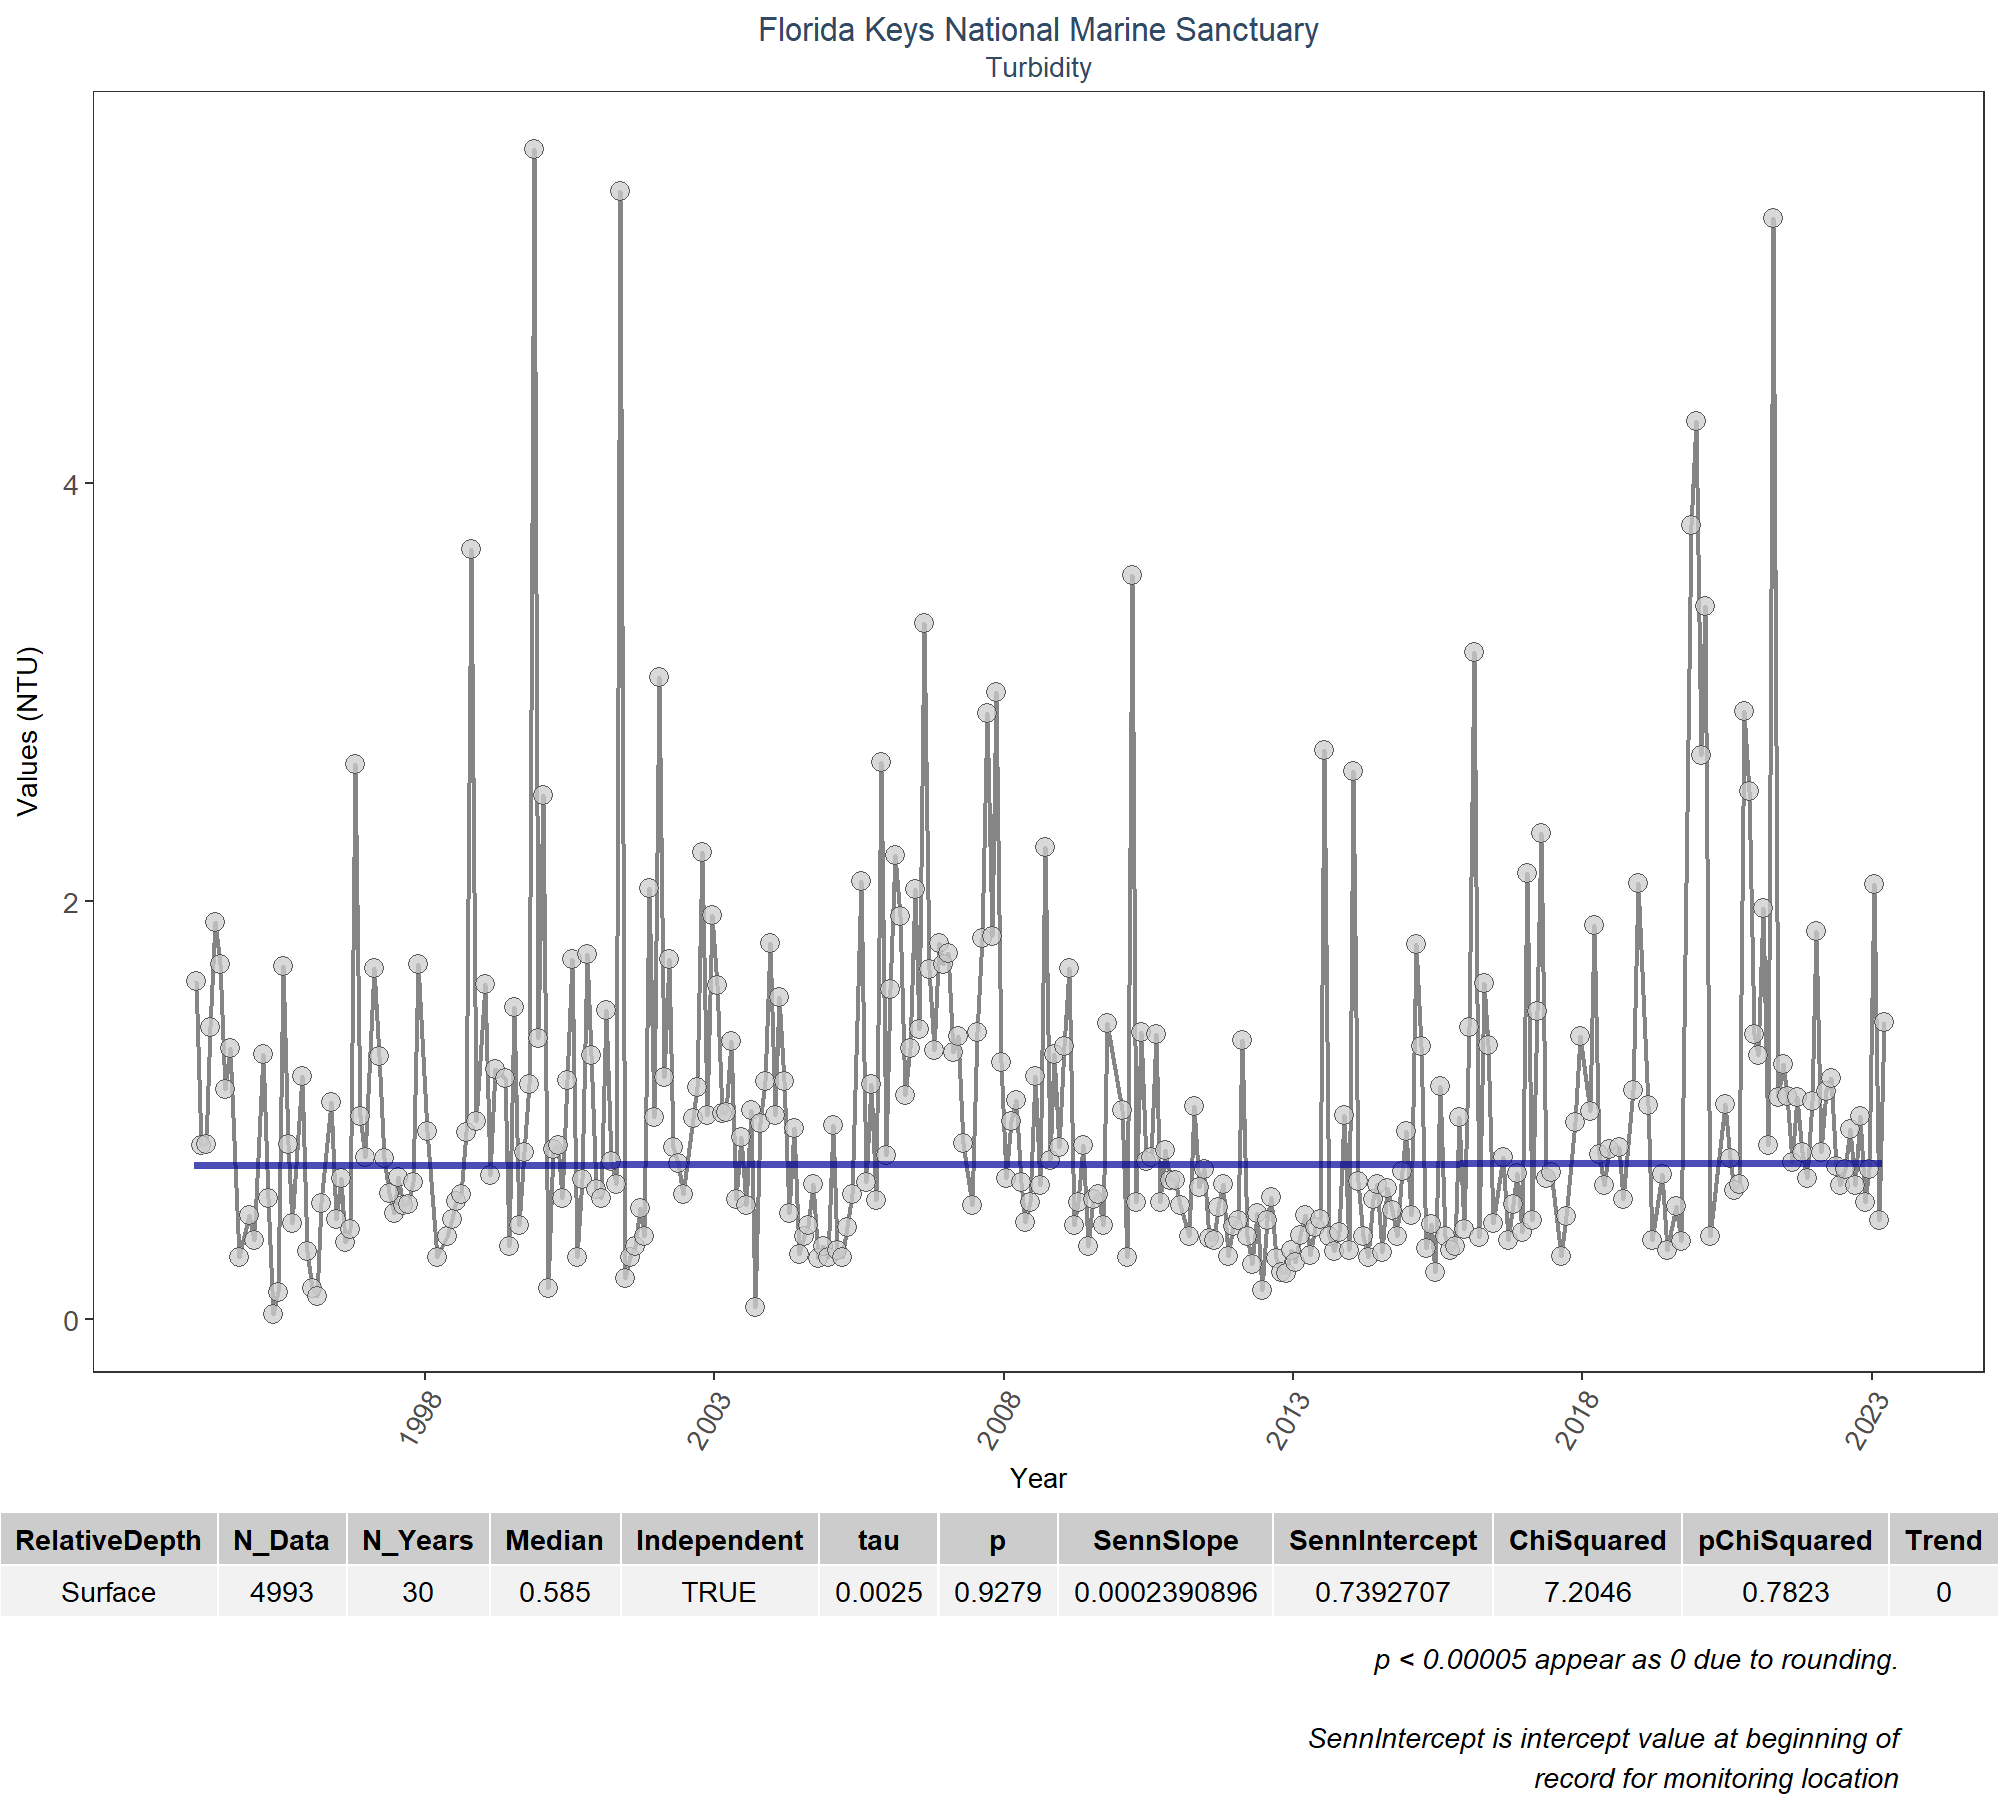 Florida Keys National Marine Sanctuary
Turbidity
Values (NTU)
4
2
0
1998 2003 2008 2013 2018 2023
Year
RelativeDepth N_Data N_Years Median Independent tau p SennSlope SennIntercept ChiSquared pChiSquared Trend
Surface 4993 30 0.585 TRUE 0.0025 0.9279 0.0002390896 0.7392707 7.2046 0.7823 0
p < 0.00005 appear as 0 due to rounding.
SennIntercept is intercept value at beginning of
record for monitoring location